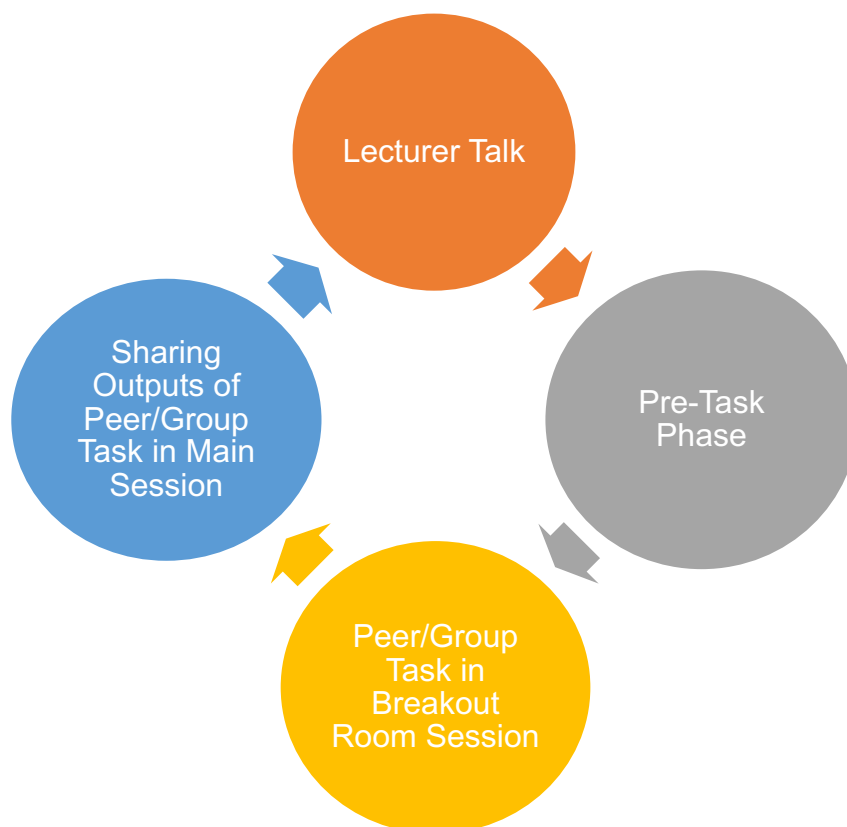 Lecturer Talk
Pre-Task
Phase
Peer/Group
Task in
Breakout
Room Session
Sharing
Outputs of
Peer/Group
Task in Main
Session